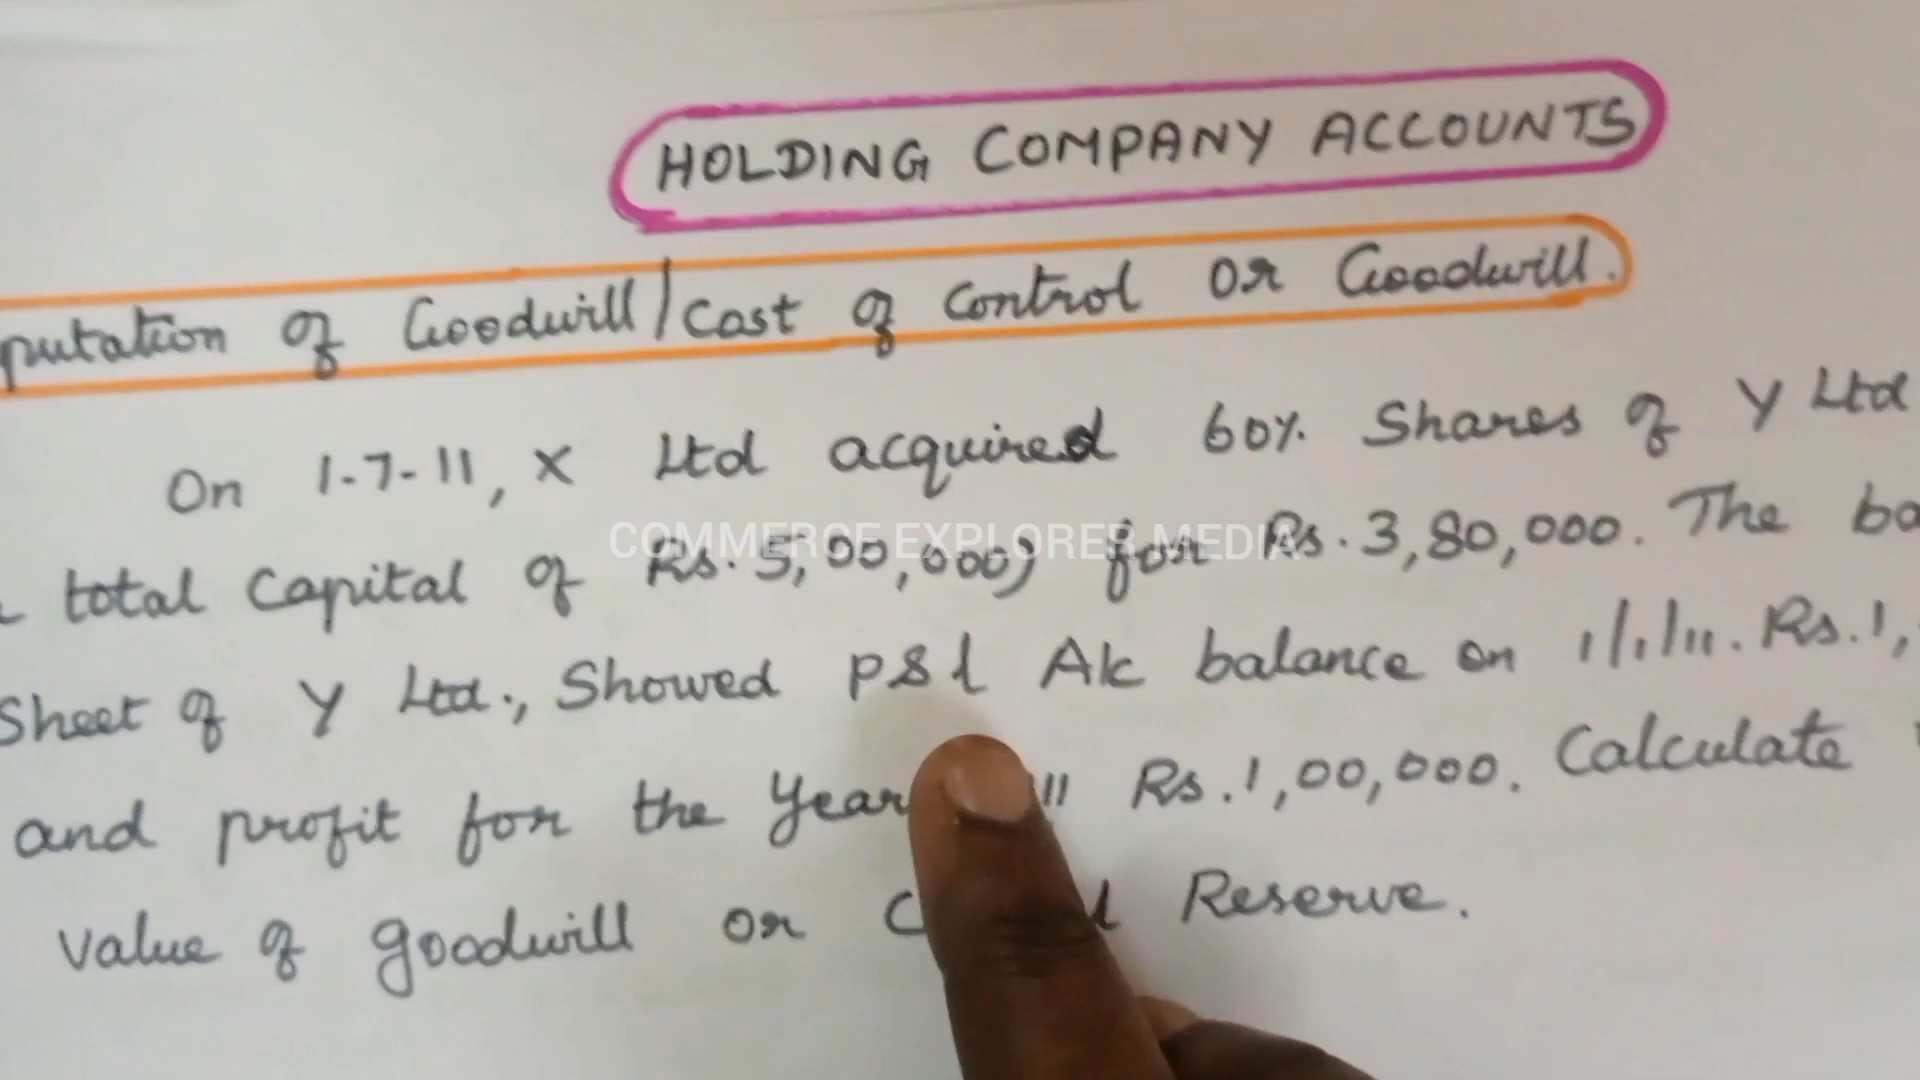 HOLDING COMPANY ACCOUNTS
putation of Goodwill/cost of control or Goodwill.
On 1-7-11, X Ltd acquired 60% Shares of Y Ltd
total capital of Rs. 5,00,000) for Rs. 3,80,000. The ba
COMMERCE EXPLORER MEDIA
Sheet of Y Ltd., Showed P&L A/c balance on 1/1/11. Rs. 1,
and profit for the Year 11 Rs. 1,00,000. Calculate
value of goodwill or C l Reserve.